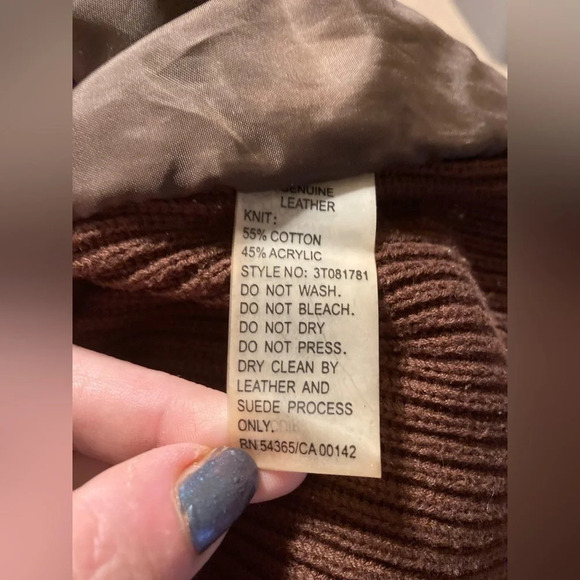 GENUINE
LEATHER
KNIT:
55% COTTON
45% ACRYLIC
STYLE NO: 3T081781
DO NOT WASH.
DO NOT BLEACH.
DO NOT DRY
DO NOT PRESS.
DRY CLEAN BY
LEATHER AND
SUEDE PROCESS
ONLY.
RN 54365/CA 00142